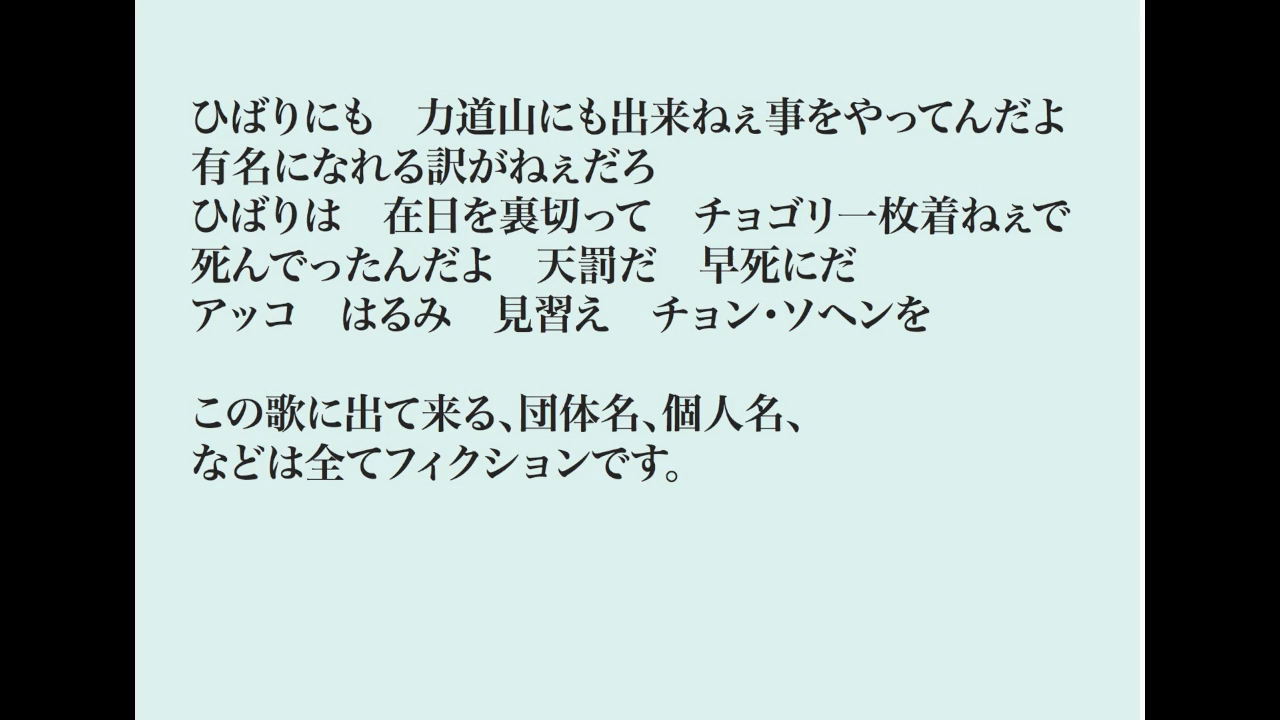 ひばりにも　力道山にも出来ねぇ事をやってんだよ
有名になれる訳がねぇだろ
ひばりは　在日を裏切って　チョゴリ一枚着ねぇで
死んでったんだよ　天罰だ　早死にだ
アッコ　はるみ　見習え　チョン・ソヘンを
この歌に出て来る、団体名、個人名、
などは全てフィクションです。